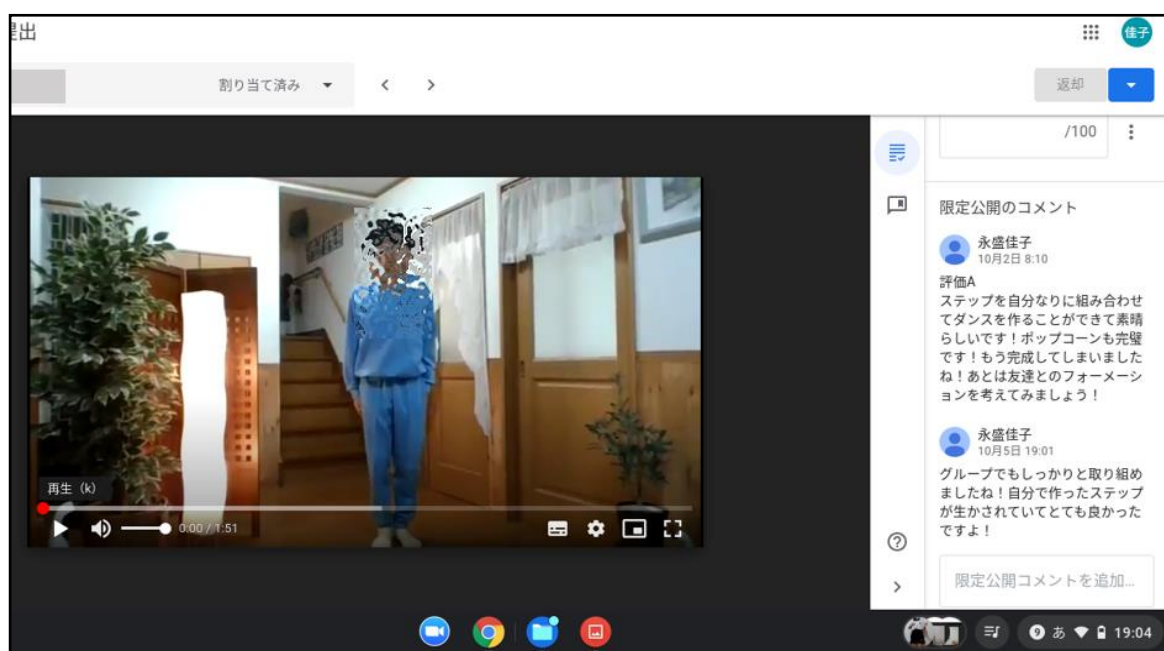 提出
佳子
割り当て済み
返却
/100
限定公開のコメント
永盛佳子
10月2日 8:10
評価A
ステップを自分なりに組み合わせ
てダンスを作ることができて素晴
らしいです！ポップコーンも完璧
です！もう完成してしまいました
ね！あとは友達とのフォーメーシ
ョンを考えてみましょう！
永盛佳子
10月5日 19:01
グループでもしっかりと取り組め
ましたね！自分で作ったステップ
が生かされていてとても良かった
ですよ！
限定公開コメントを追加...
再生（k）
0:00 / 1:51
9 あ 19:04